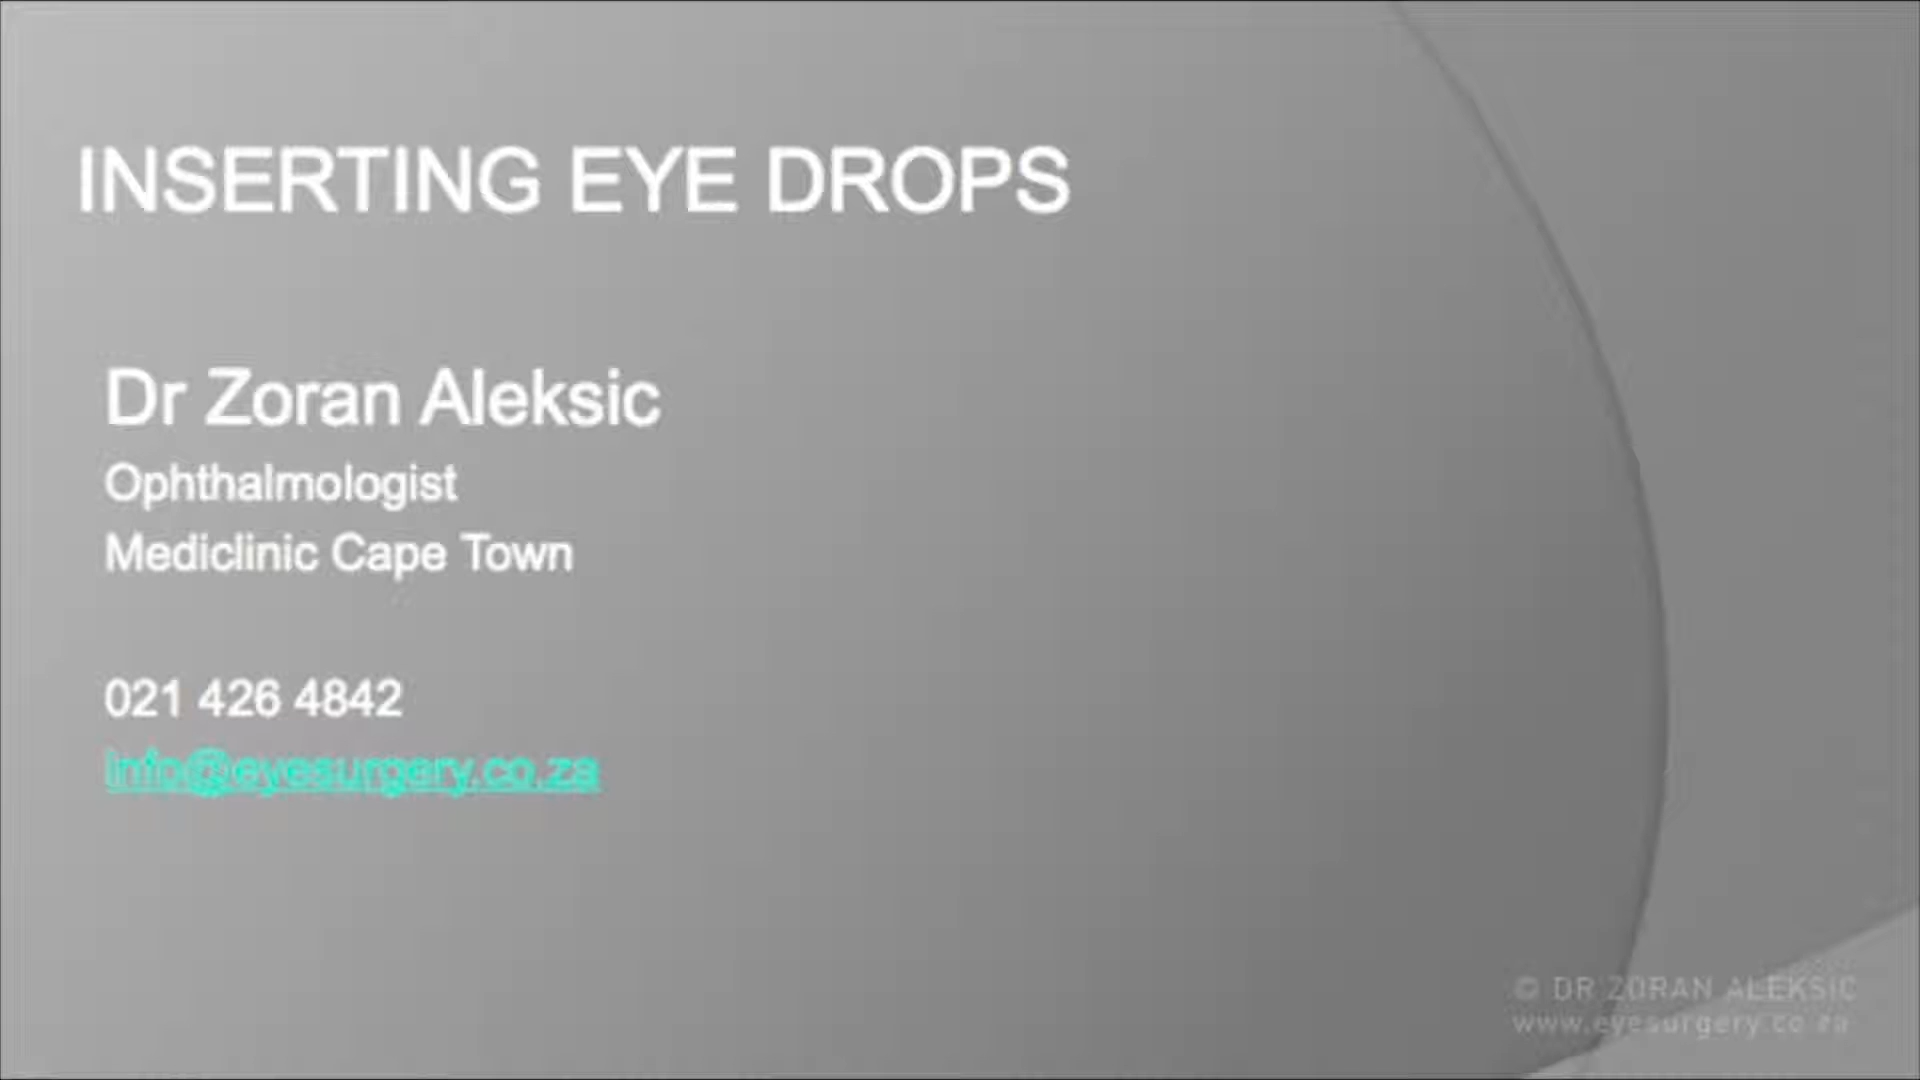 INSERTING EYE DROPS
Dr Zoran Aleksic
Ophthalmologist
Mediclinic Cape Town
021 426 4842
info@eyesurgery.co.za
© DR ZORAN ALEKSIC
www.eyesurgery.co.za